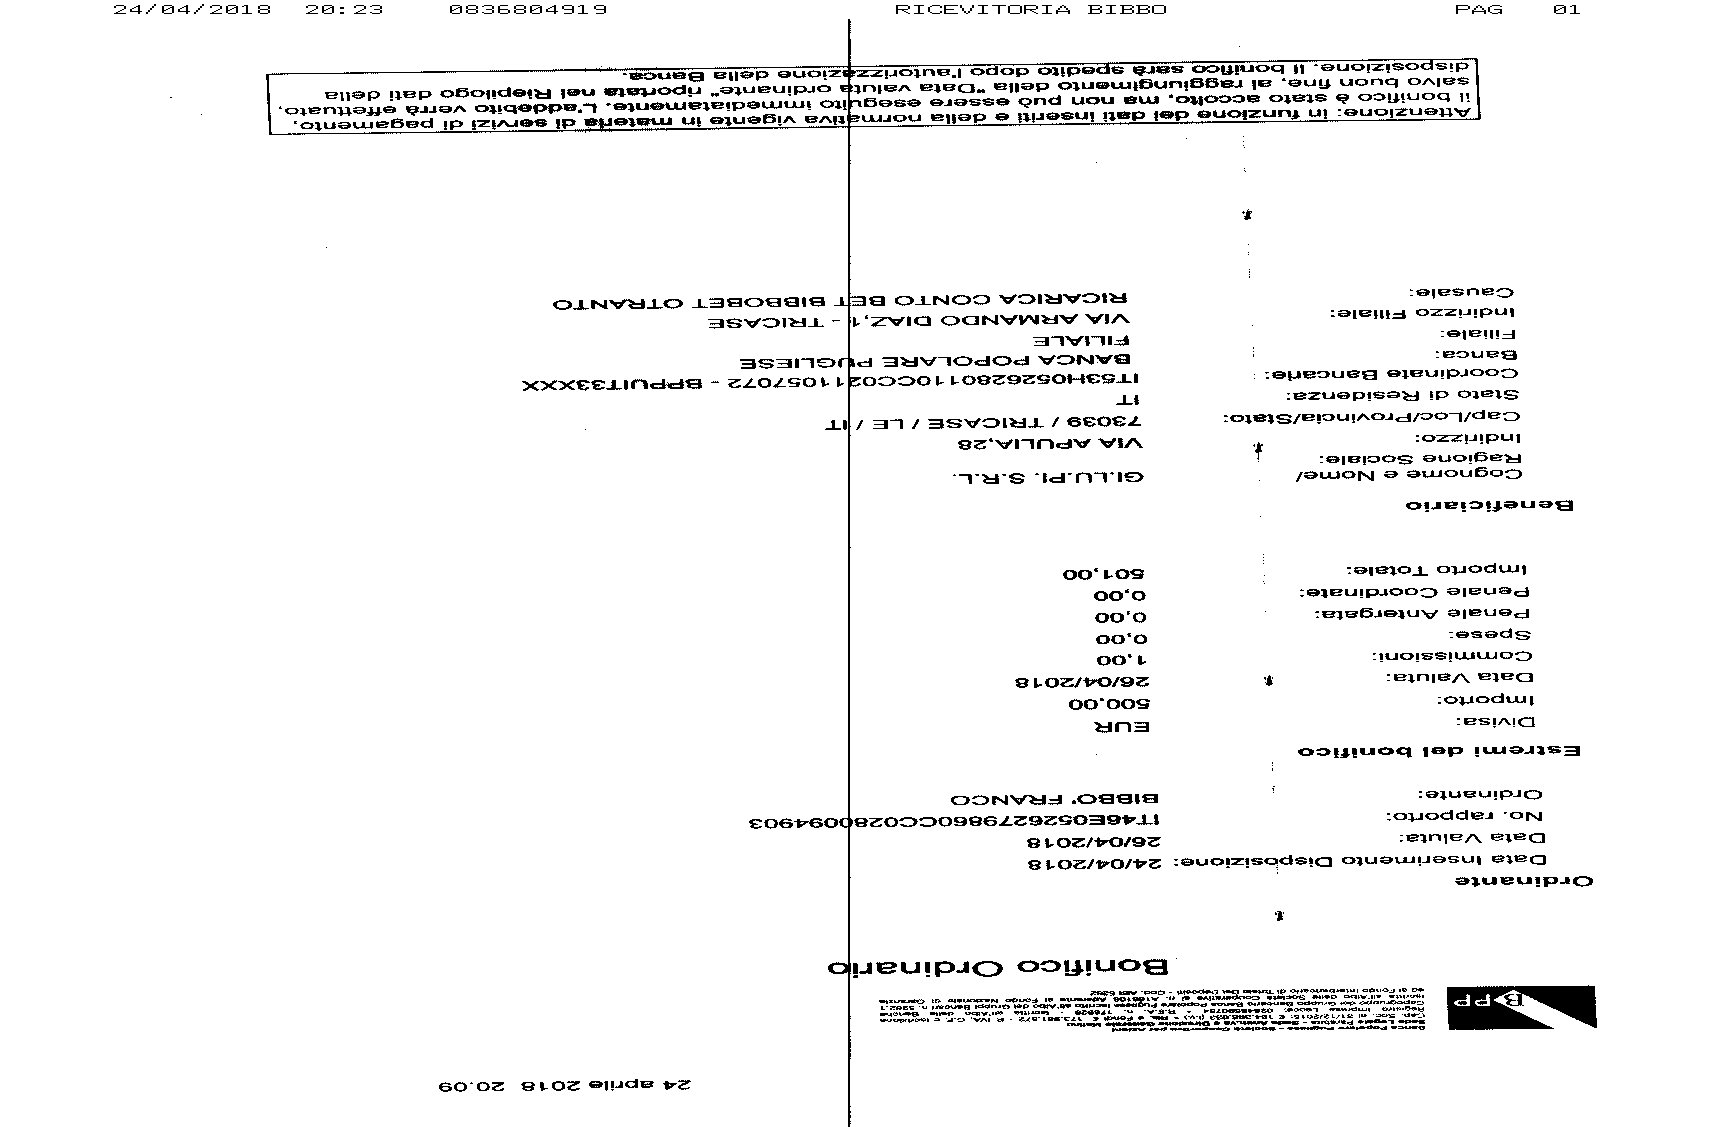 24/04/2018 20:23 0836804919 RICEVITORIA BIBBO PAG 01
24 aprile 2018 20.09
BPP
Bonifico Ordinario
Ordinante
Data Inserimento Disposizione: 24/04/2018
Data Valuta: 26/04/2018
No. rapporto: IT46E0526279860CC0280094903
Ordinante: BIBBO' FRANCO
Estremi del bonifico
Divisa: EUR
Importo: 500,00
Data Valuta: 26/04/2018
Commissioni: 1,00
Spese: 0,00
Penale Antergata: 0,00
Penale Coordinate: 0,00
Importo Totale: 501,00
Beneficiario
Cognome e Nome/
Ragione Sociale: GI.LU.PI. S.R.L.
Indirizzo: VIA APULIA,28
Cap/Loc/Provincia/Stato: 73039 / TRICASE / LE / IT
Stato di Residenza: IT
Coordinate Bancarie: IT53H0526280110CC0211057072 - BPPUIT33XXX
Banca: BANCA POPOLARE PUGLIESE
Filiale: FILIALE
Indirizzo Filiale: VIA ARMANDO DIAZ,1 - TRICASE
Causale: RICARICA CONTO BET BIBBOBET OTRANTO
Attenzione: in funzione dei dati inseriti e della normativa vigente in materia di servizi di pagamento,
il bonifico è stato accolto, ma non può essere eseguito immediatamente. L'addebito verrà effettuato,
salvo buon fine, al raggiungimento della "Data valuta ordinante" riportata nel Riepilogo dati della
disposizione. Il bonifico sarà spedito dopo l'autorizzazione della Banca.